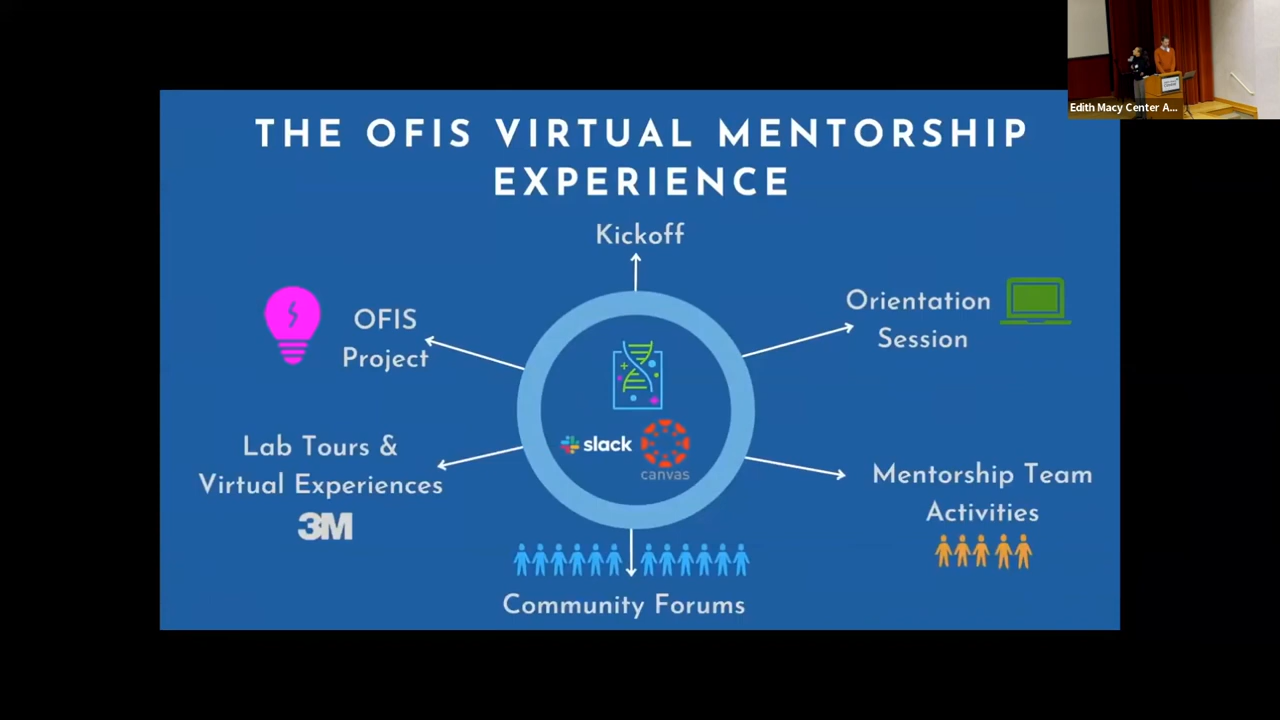 Edith Macy Center A...
THE OFIS VIRTUAL MENTORSHIP
EXPERIENCE
Kickoff
Orientation
Session
OFIS
Project
slack
canvas
Lab Tours &
Virtual Experiences
3M
Mentorship Team
Activities
Community Forums